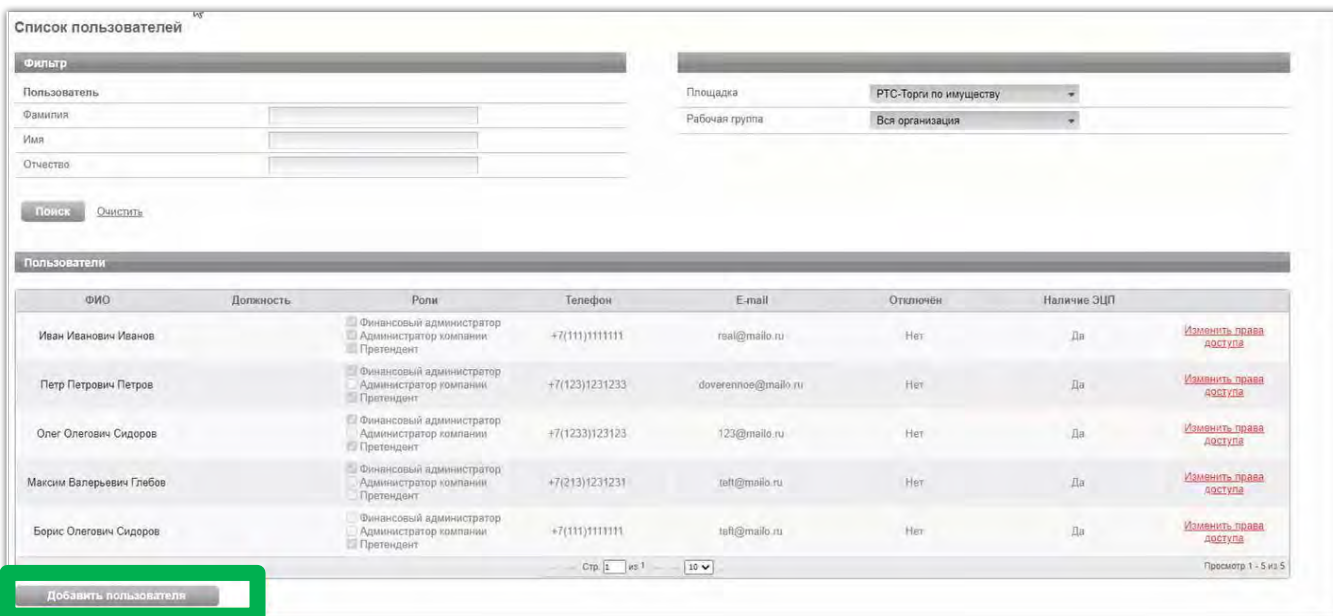 Список пользователей
Фильтр
Пользователь
Фамилия
Имя
Отчество
Площадка РТС-Торги по имуществу
Рабочая группа Вся организация
Поиск Очистить
Пользователи
ФИО Должность Роли Телефон E-mail Отключён Наличие ЭЦП
Финансовый администратор
Иван Иванович Иванов Администратор компании +7(111)1111111 real@mailo.ru Нет Да Изменить права доступа
Претендент
Финансовый администратор
Петр Петрович Петров Администратор компании +7(123)1231233 doverennoe@mailo.ru Нет Да Изменить права доступа
Претендент
Финансовый администратор
Олег Олегович Сидоров Администратор компании +7(1233)123123 123@mailo.ru Нет Да Изменить права доступа
Претендент
Финансовый администратор
Максим Валерьевич Глебов Администратор компании +7(213)1231231 teft@mailo.ru Нет Да Изменить права доступа
Претендент
Финансовый администратор
Борис Олегович Сидоров Администратор компании +7(111)1111111 teft@mailo.ru Нет Да Изменить права доступа
Претендент
Стр. 1 из 1 10 Просмотр 1 - 5 из 5
Добавить пользователя